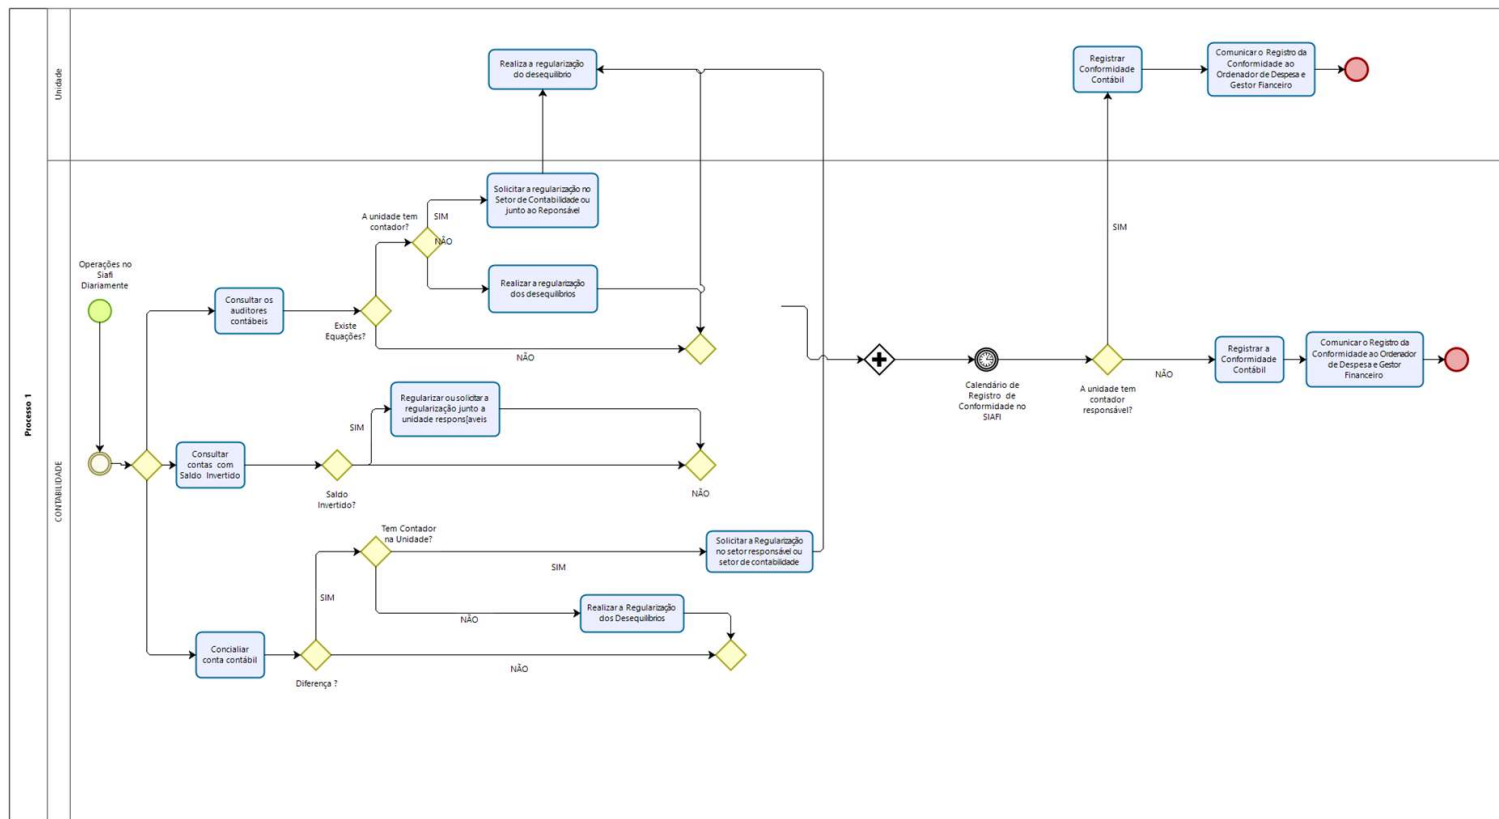 Processo 1
Unidade
CONTABILIDADE
Realiza a regularização
do desequilíbrio
Registrar
Conformidade
Contábil
Comunicar o Registro da
Conformidade ao
Ordenador de Despesa e
Gestor Fianceiro
Solicitar a regularização no
Setor de Contabilidade ou
junto ao Reponsável
A unidade tem
contador?
SIM
NÃO
Operações no
Siafi
Diariamente
Consultar os
auditores
contábeis
Existe
Equações?
Realizar a regularização
dos desequilíbrios
NÃO
SIM
Calendário de
Registro de
Conformidade no
SIAFI
A unidade tem
contador
responsável?
NÃO
Registrar a
Conformidade
Contábil
Comunicar o Registro da
Conformidade ao Ordenador
de Despesa e Gestor
Financeiro
Regularizar ou solicitar a
regularização junto a
unidade respons[aveis
SIM
Consultar
contas com
Saldo Invertido
Saldo
Invertido?
NÃO
Tem Contador
na Unidade?
SIM
Solicitar a Regularização
no setor responsável ou
setor de contabilidade
SIM
NÃO
Realizar a Regularização
dos Desequilíbrios
Concialiar
conta contábil
Diferença ?
NÃO